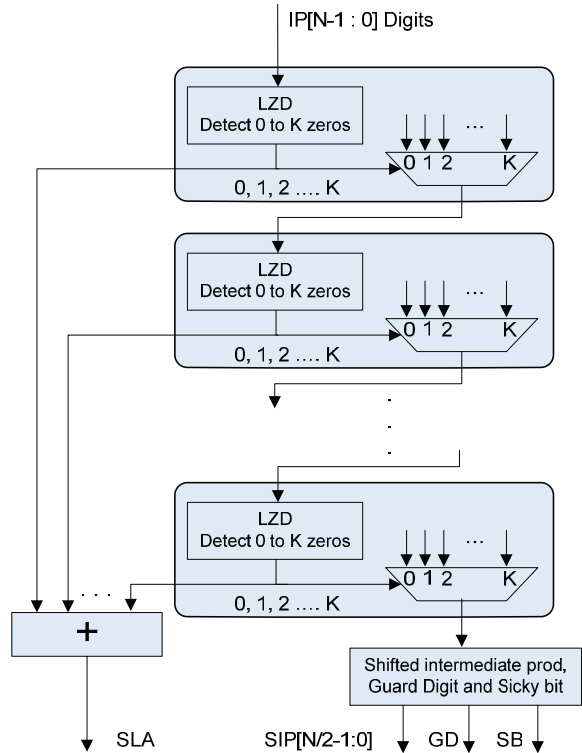 IP[N-1 : 0] Digits
LZD
Detect 0 to K zeros
...
0 1 2 K
0, 1, 2 .... K
LZD
Detect 0 to K zeros
...
0 1 2 K
0, 1, 2 .... K
.
.
.
LZD
Detect 0 to K zeros
...
0 1 2 K
. . .
0, 1, 2 .... K
+
Shifted intermediate prod,
Guard Digit and Sicky bit
SLA
SIP[N/2-1:0] GD SB